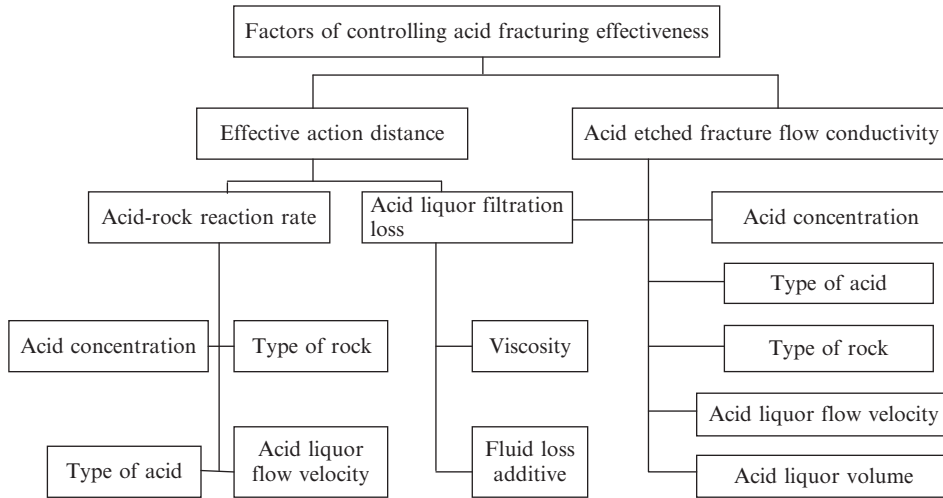 Factors of controlling acid fracturing effectiveness
Effective action distance
Acid etched fracture flow conductivity
Acid-rock reaction rate
Acid liquor filtration
loss
Acid concentration
Type of acid
Acid concentration
Type of rock
Viscosity
Type of rock
Acid liquor flow velocity
Type of acid
Acid liquor
flow velocity
Fluid loss
additive
Acid liquor volume